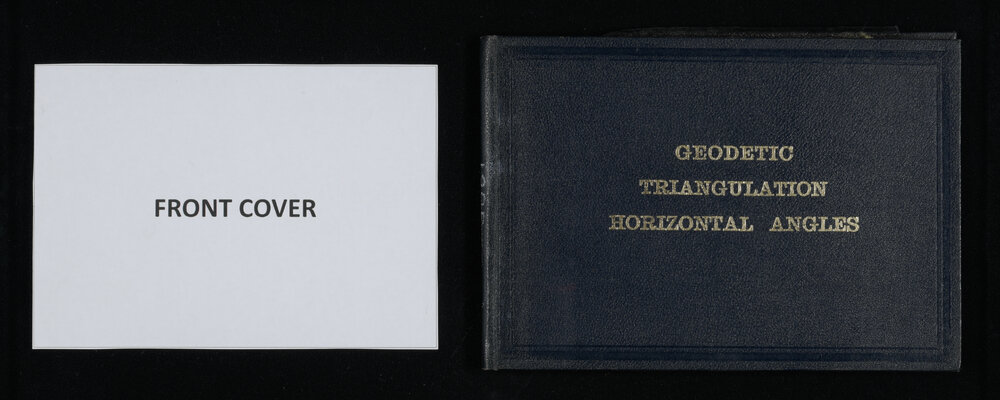 FRONT COVER
GEODETIC
TRIANGULATION
HORIZONTAL ANGLES